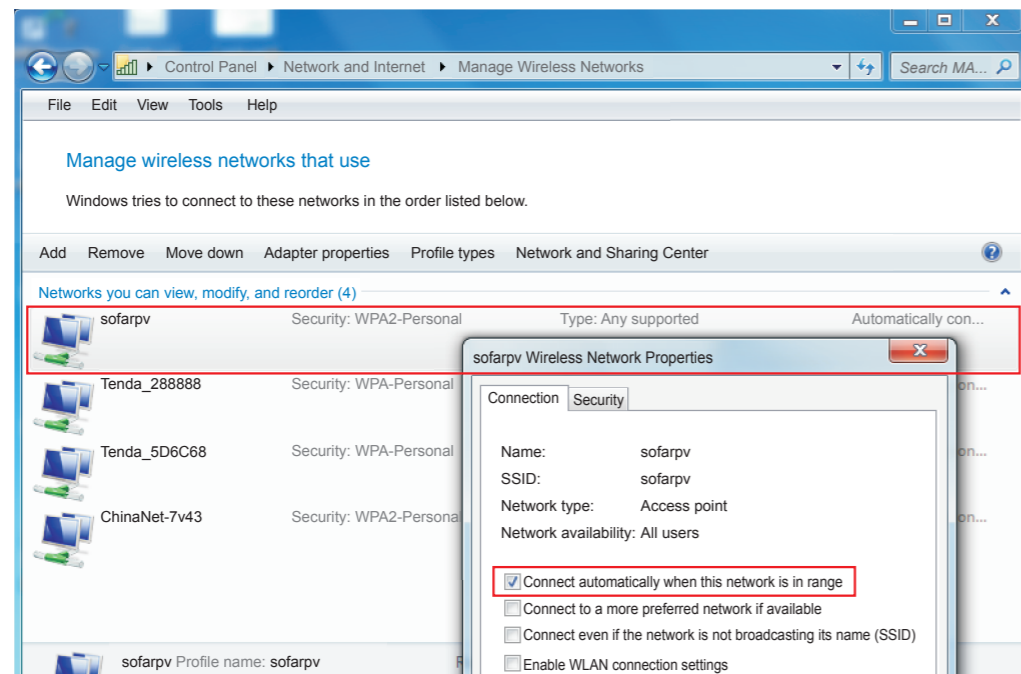 Control Panel Network and Internet Manage Wireless Networks Search MA...
File Edit View Tools Help
Manage wireless networks that use
Windows tries to connect to these networks in the order listed below.
Add Remove Move down Adapter properties Profile types Network and Sharing Center
Networks you can view, modify, and reorder (4)
sofarpv Security: WPA2-Personal Type: Any supported Automatically con...
Tenda_288888 Security: WPA-Personal on...
Tenda_5D6C68 Security: WPA-Personal on...
ChinaNet-7v43 Security: WPA2-Persona on...
sofarpv Profile name: sofarpv
sofarpv Wireless Network Properties
Connection Security
Name: sofarpv
SSID: sofarpv
Network type: Access point
Network availability: All users
Connect automatically when this network is in range
Connect to a more preferred network if available
Connect even if the network is not broadcasting its name (SSID)
Enable WLAN connection settings